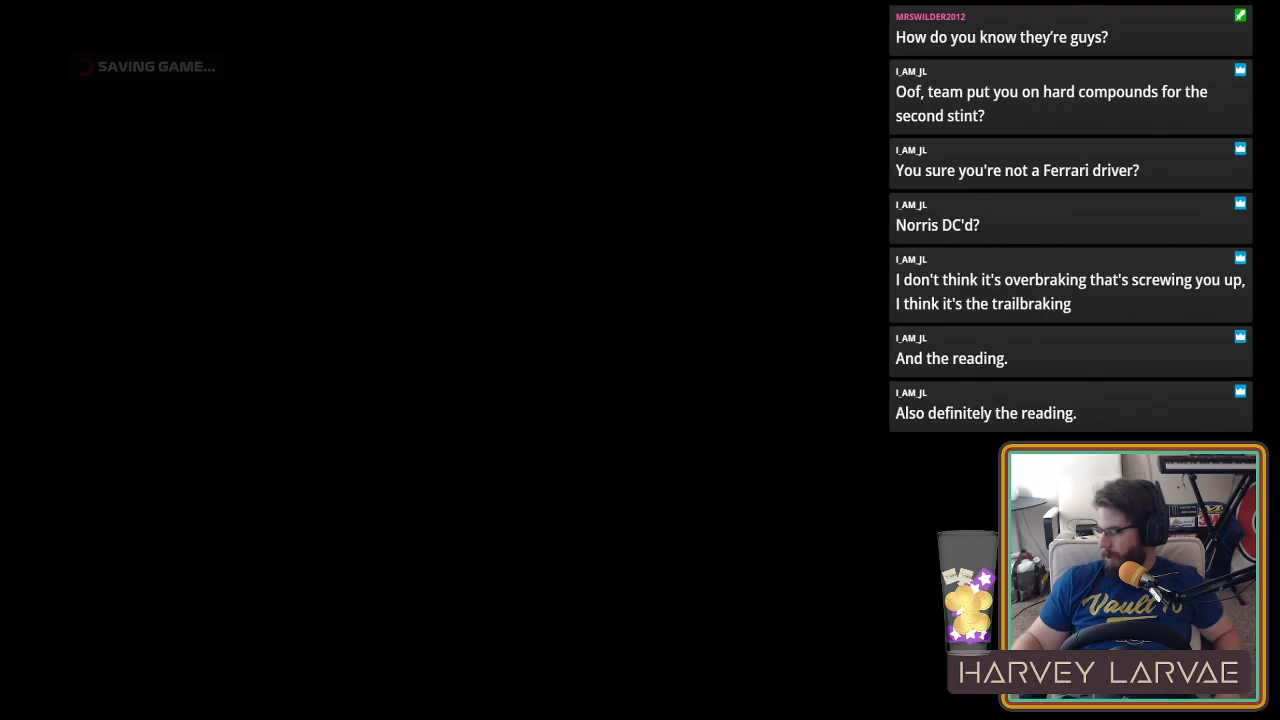 SAVING GAME...
MRSWILDER2012
How do you know they’re guys?
I_AM_JL
Oof, team put you on hard compounds for the
second stint?
I_AM_JL
You sure you're not a Ferrari driver?
I_AM_JL
Norris DC'd?
I_AM_JL
I don't think it's overbraking that's screwing you up,
I think it's the trailbraking
I_AM_JL
And the reading.
I_AM_JL
Also definitely the reading.
HARVEY LARVAE